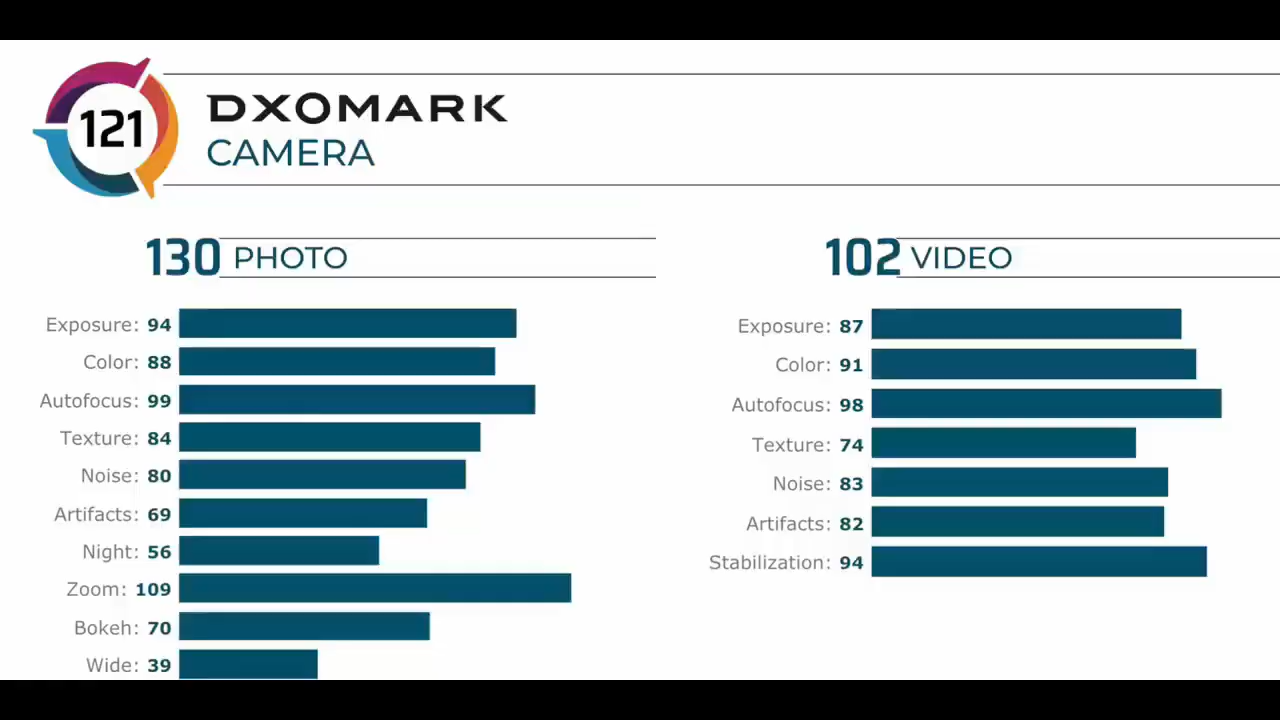 121
DXOMARK
CAMERA
130 PHOTO
Exposure: 94
Color: 88
Autofocus: 99
Texture: 84
Noise: 80
Artifacts: 69
Night: 56
Zoom: 109
Bokeh: 70
Wide: 39
102 VIDEO
Exposure: 87
Color: 91
Autofocus: 98
Texture: 74
Noise: 83
Artifacts: 82
Stabilization: 94